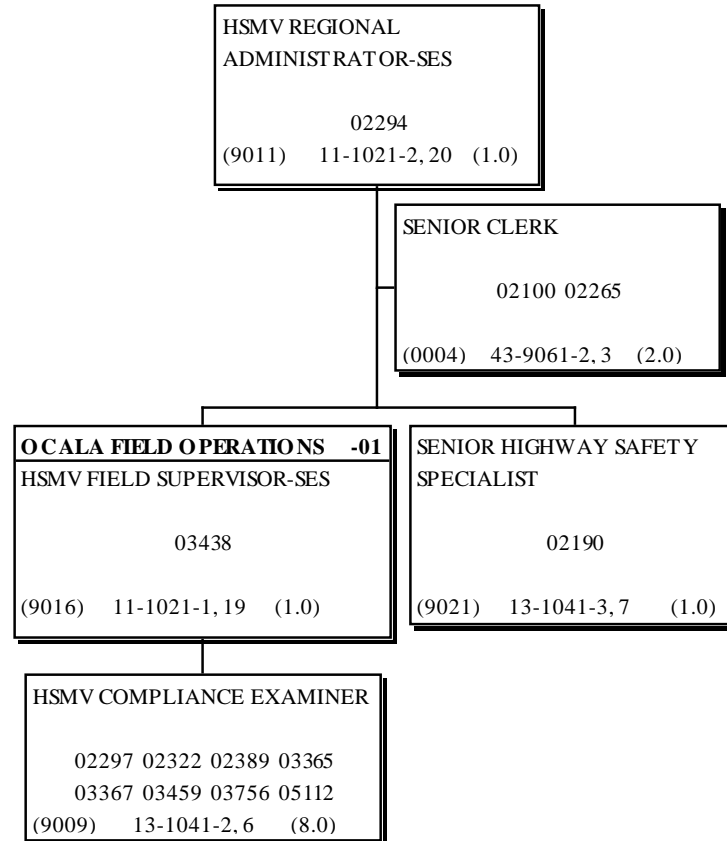 HSMV REGIONAL
ADMINISTRATOR-SES
02294
(9011) 11-1021-2, 20 (1.0)
SENIOR CLERK
02100 02265
(0004) 43-9061-2, 3 (2.0)
OCALA FIELD OPERATIONS -01
HSMV FIELD SUPERVISOR-SES
03438
(9016) 11-1021-1, 19 (1.0)
SENIOR HIGHWAY SAFETY
SPECIALIST
02190
(9021) 13-1041-3, 7 (1.0)
HSMV COMPLIANCE EXAMINER
02297 02322 02389 03365
03367 03459 03756 05112
(9009) 13-1041-2, 6 (8.0)